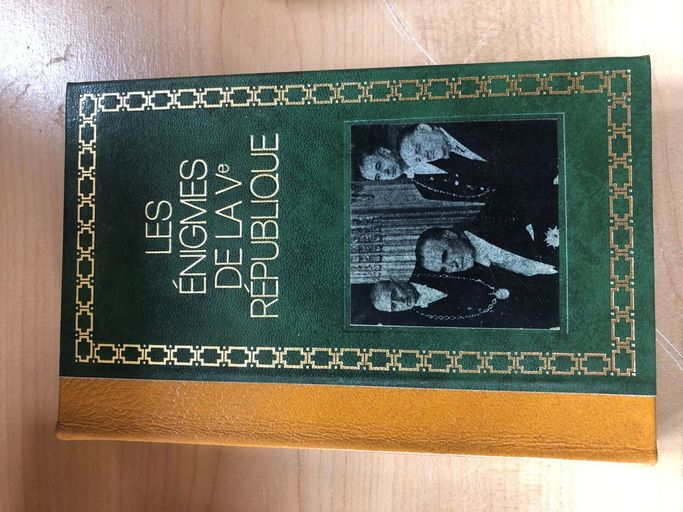 LES
ÉNIGMES
DE LA Ve
RÉPUBLIQUE